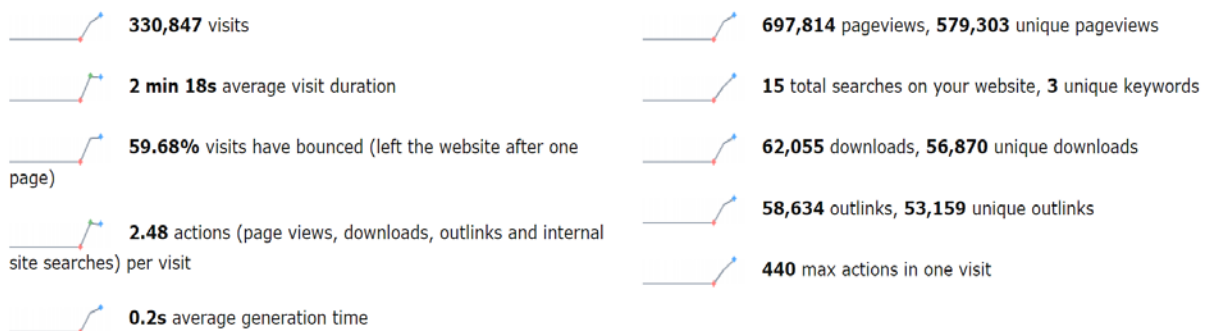 330,847 visits
2 min 18s average visit duration
59.68% visits have bounced (left the website after one
page)
2.48 actions (page views, downloads, outlinks and internal
site searches) per visit
0.2s average generation time
697,814 pageviews, 579,303 unique pageviews
15 total searches on your website, 3 unique keywords
62,055 downloads, 56,870 unique downloads
58,634 outlinks, 53,159 unique outlinks
440 max actions in one visit